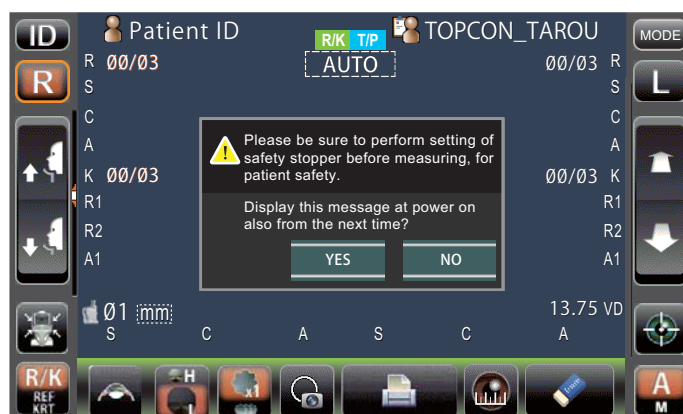 ID
Patient ID
R/K T/P
TOPCON_TAROU
MODE
R
R 00/03
AUTO
00/03 R
L
S
S
C
C
A
A
Please be sure to perform setting of
safety stopper before measuring, for
patient safety.
K 00/03
00/03 K
R1
R1
Display this message at power on
also from the next time?
R2
R2
A1
YES
NO
A1
01 mm
13.75 VD
S C A S C A
R/K
REF
KRT
H
L
x1
A
M